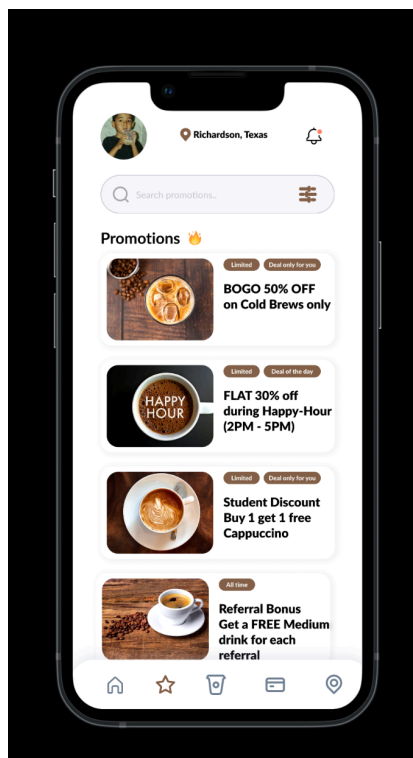 Richardson, Texas
Search promotions..
Promotions 🔥
Limited Deal only for you
BOGO 50% OFF
on Cold Brews only
HAPPY
HOUR
Limited Deal of the day
FLAT 30% off
during Happy-Hour
(2PM - 5PM)
Limited Deal only for you
Student Discount
Buy 1 get 1 free
Cappuccino
All time
Referral Bonus
Get a FREE Medium
drink for each
referral